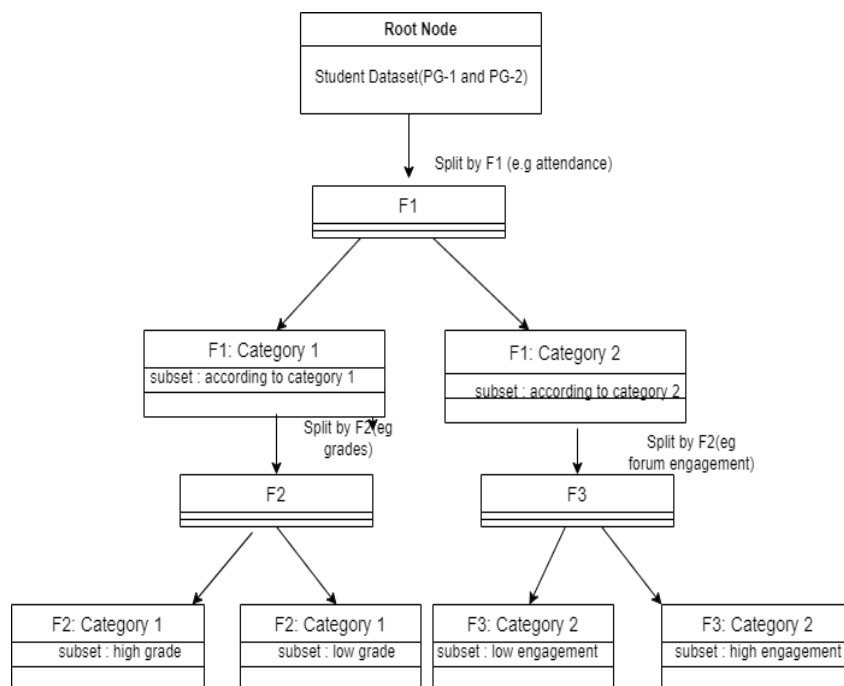 Root Node
Student Dataset(PG-1 and PG-2)
Split by F1 (e.g attendance)
F1
F1: Category 1
subset : according to category 1
F1: Category 2
subset : according to category 2
Split by F2(eg
grades)
Split by F2(eg
forum engagement)
F2
F3
F2: Category 1
subset : high grade
F2: Category 1
subset : low grade
F3: Category 2
subset : low engagement
F3: Category 2
subset : high engagement